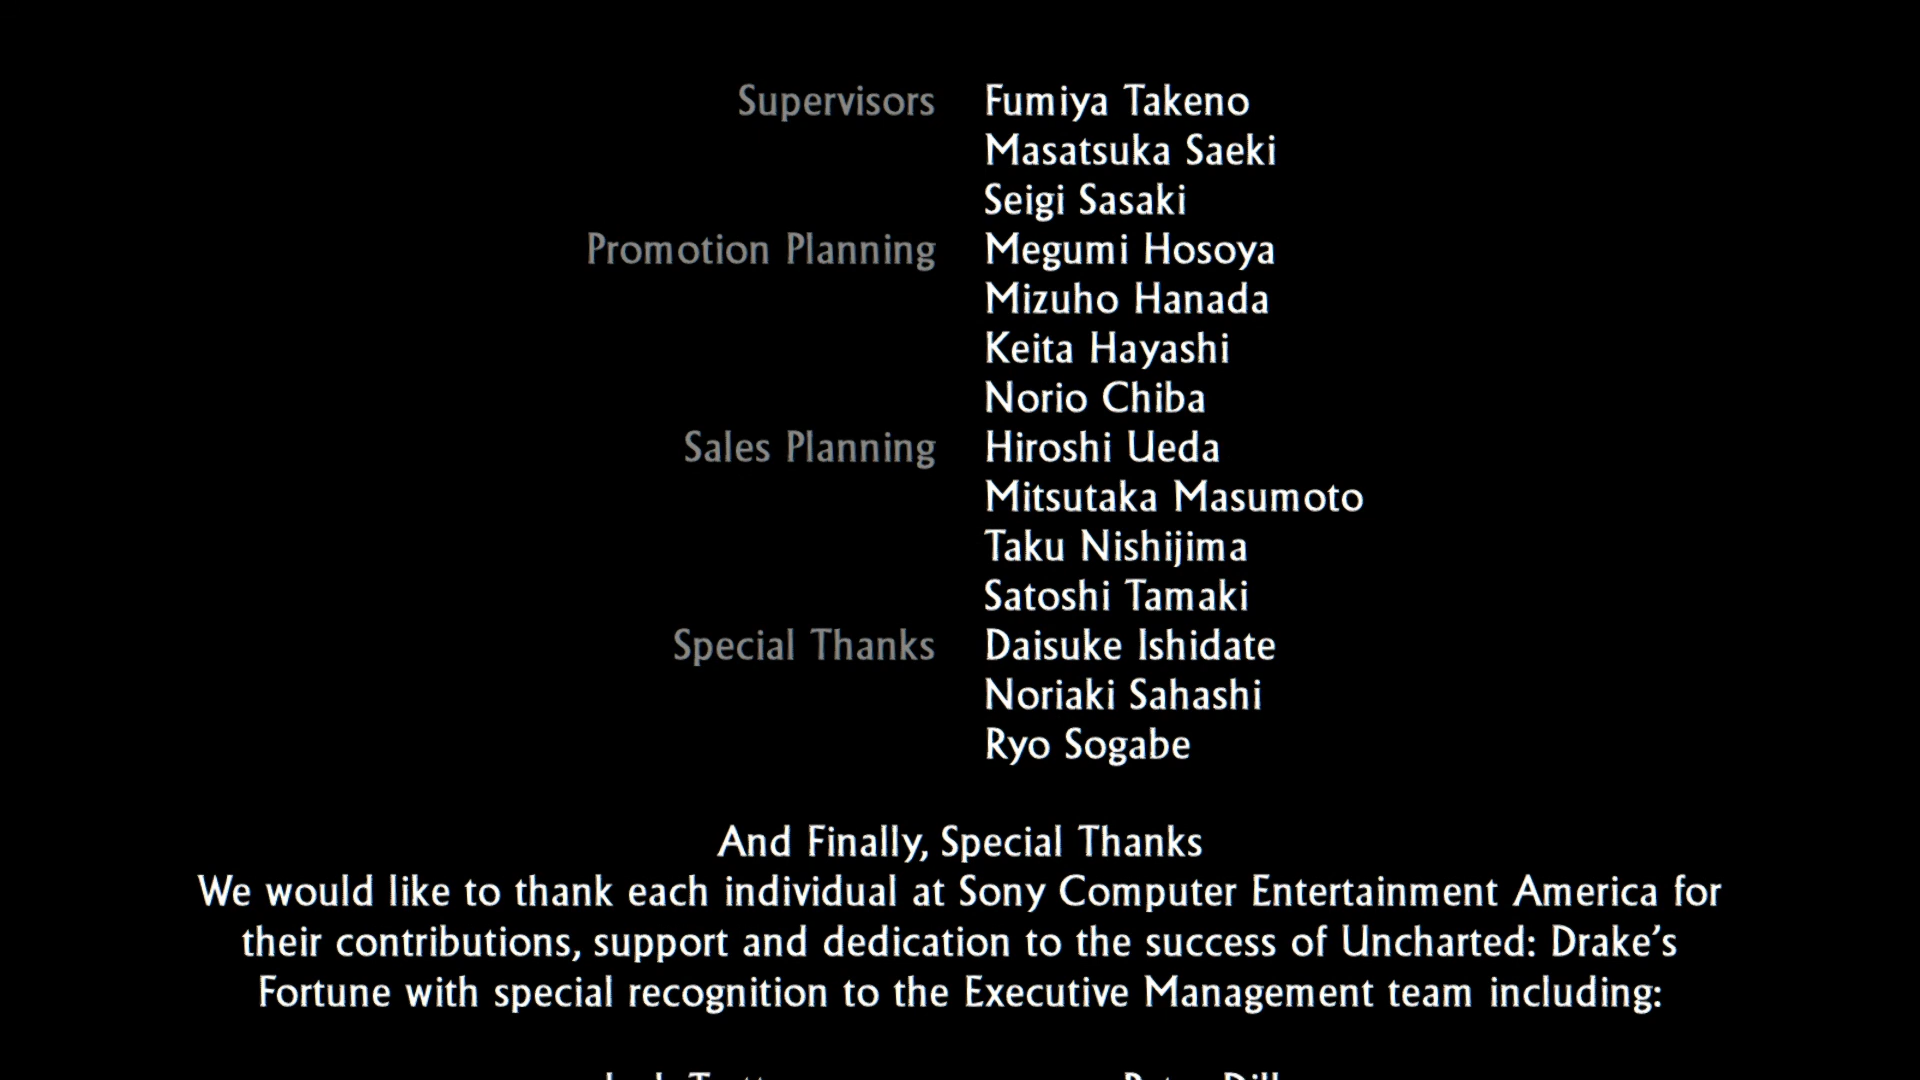 Supervisors Fumiya Takeno
Masatsuka Saeki
Seigi Sasaki
Promotion Planning Megumi Hosoya
Mizuho Hanada
Keita Hayashi
Norio Chiba
Sales Planning Hiroshi Ueda
Mitsutaka Masumoto
Taku Nishijima
Satoshi Tamaki
Special Thanks Daisuke Ishidate
Noriaki Sahashi
Ryo Sogabe
And Finally, Special Thanks
We would like to thank each individual at Sony Computer Entertainment America for
their contributions, support and dedication to the success of Uncharted: Drake’s
Fortune with special recognition to the Executive Management team including: